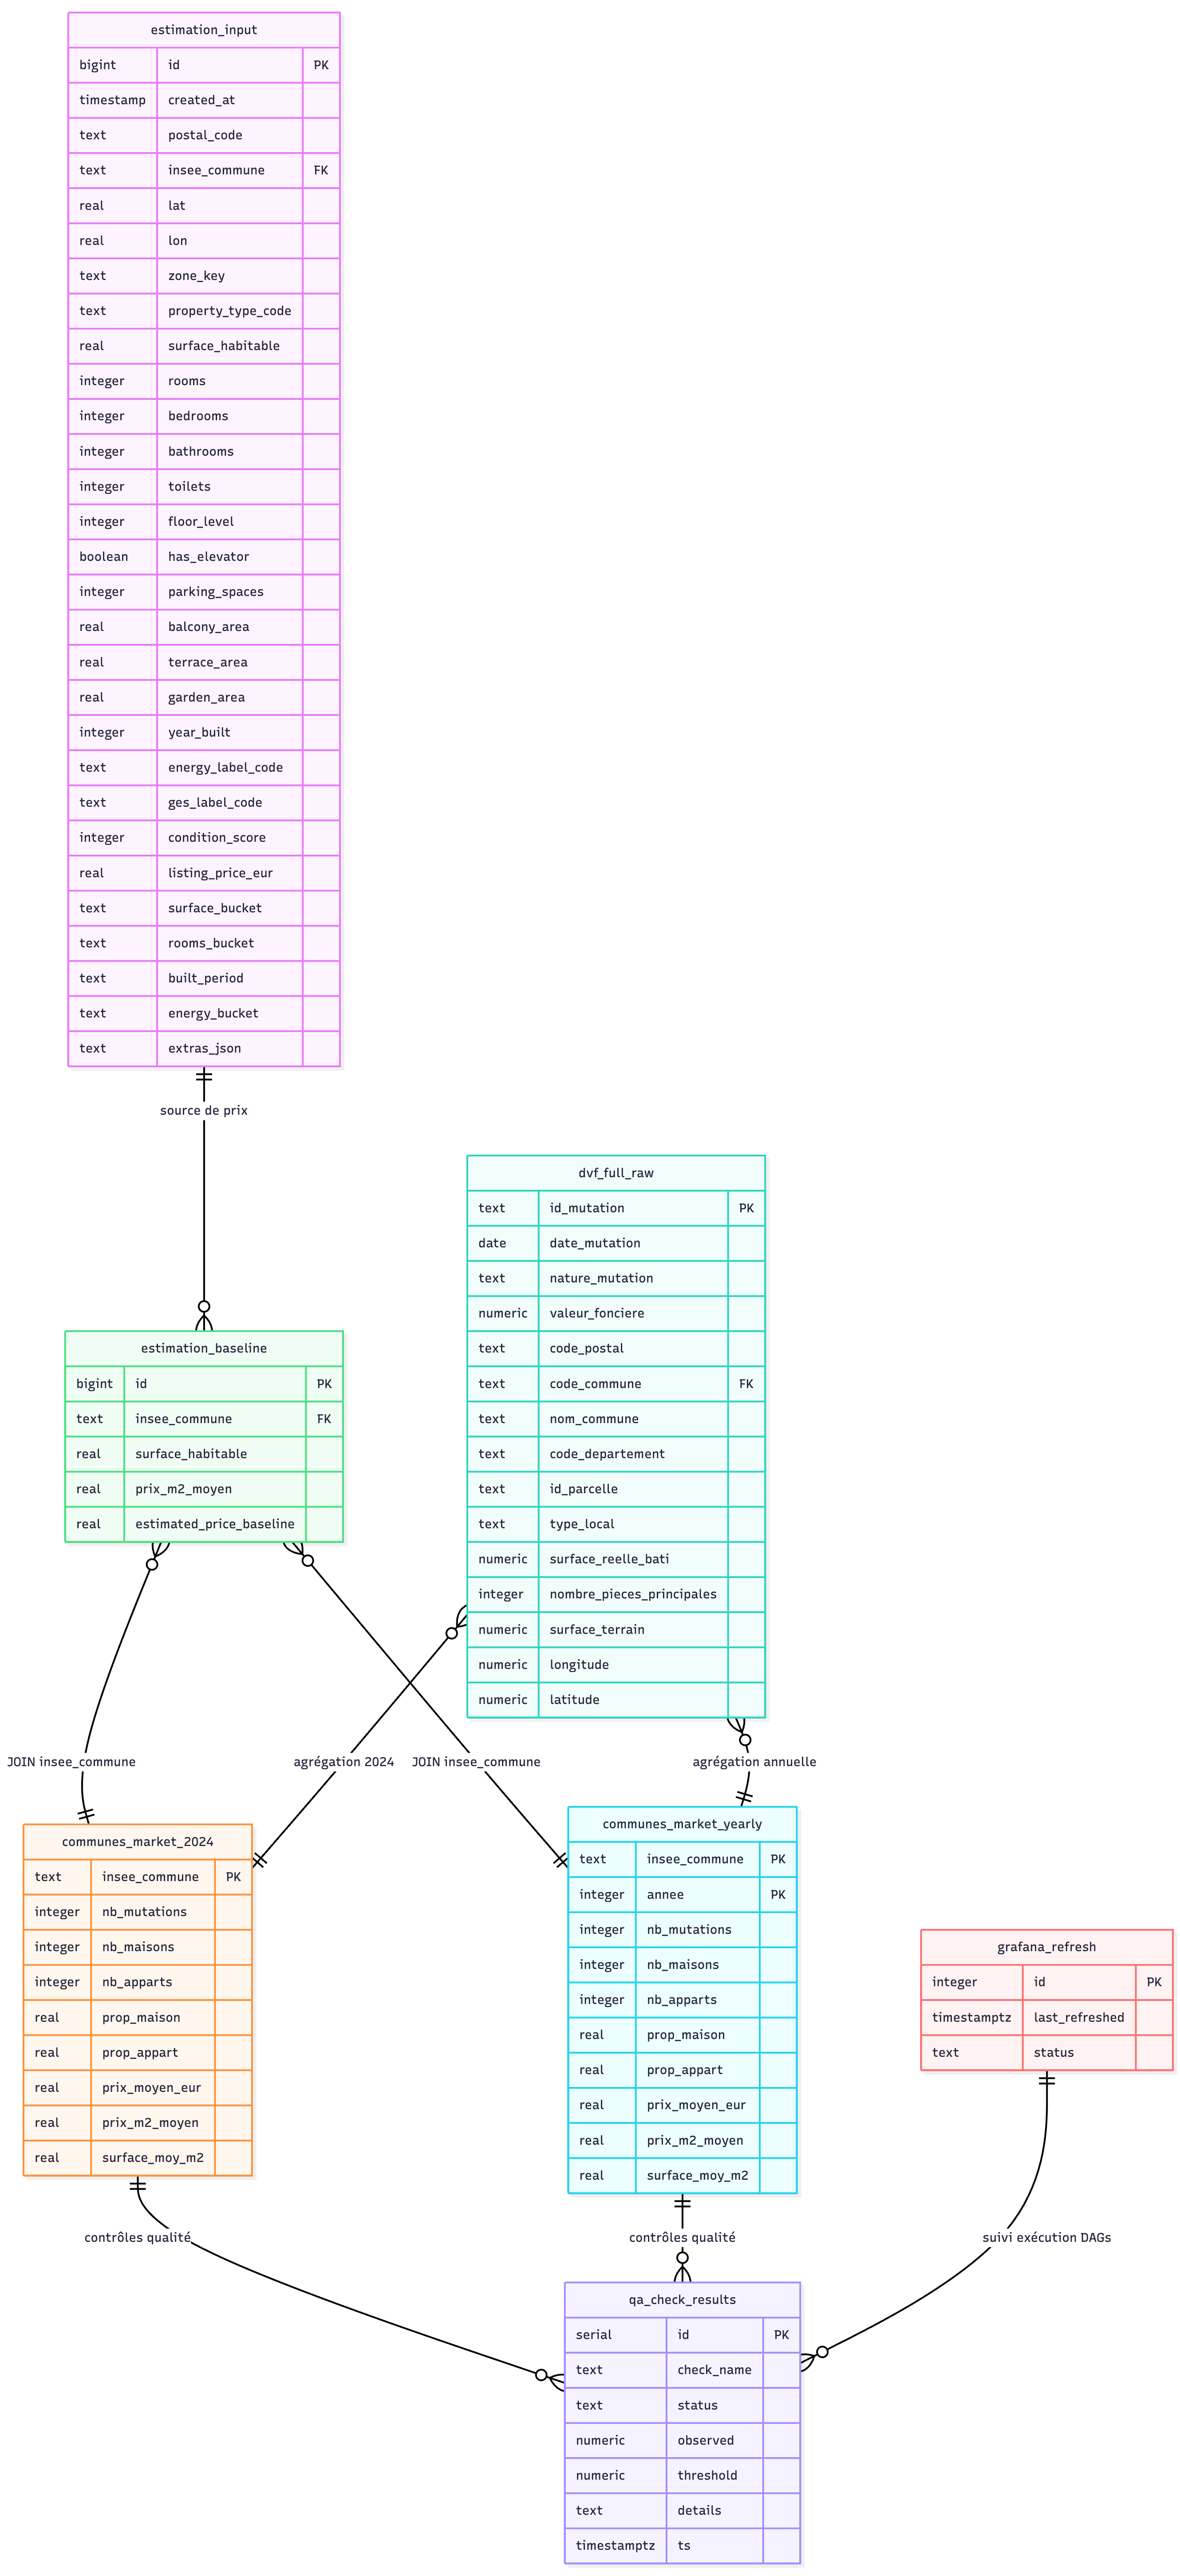 estimation_input
bigint id PK
timestamp created_at
text postal_code
text insee_commune FK
real lat
real lon
text zone_key
text property_type_code
real surface_habitable
integer rooms
integer bedrooms
integer bathrooms
integer toilets
integer floor_level
boolean has_elevator
integer parking_spaces
real balcony_area
real terrace_area
real garden_area
integer year_built
text energy_label_code
text ges_label_code
integer condition_score
real listing_price_eur
text surface_bucket
text rooms_bucket
text built_period
text energy_bucket
text extras_json
source de prix
dvf_full_raw
text id_mutation PK
date date_mutation
text nature_mutation
numeric valeur_fonciere
text code_postal
text code_commune FK
text nom_commune
text code_departement
text id_parcelle
text type_local
numeric surface_reelle_bati
integer nombre_pieces_principales
numeric surface_terrain
numeric longitude
numeric latitude
estimation_baseline
bigint id PK
text insee_commune FK
real surface_habitable
real prix_m2_moyen
real estimated_price_baseline
JOIN insee_commune
agrégation 2024
JOIN insee_commune
agrégation annuelle
communes_market_2024
text insee_commune PK
integer nb_mutations
integer nb_maisons
integer nb_apparts
real prop_maison
real prop_appart
real prix_moyen_eur
real prix_m2_moyen
real surface_moy_m2
communes_market_yearly
text insee_commune PK
integer annee PK
integer nb_mutations
integer nb_maisons
integer nb_apparts
real prop_maison
real prop_appart
real prix_moyen_eur
real prix_m2_moyen
real surface_moy_m2
grafana_refresh
integer id PK
timestamptz last_refreshed
text status
contrôles qualité
contrôles qualité
suivi exécution DAGs
qa_check_results
serial id PK
text check_name
text status
numeric observed
numeric threshold
text details
timestamptz ts